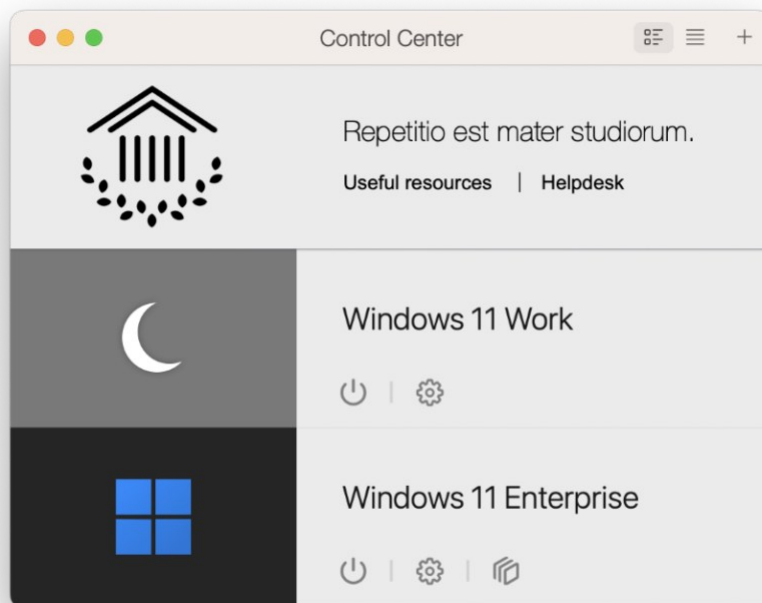 Control Center
Repetitio est mater studiorum.
Useful resources | Helpdesk
Windows 11 Work
Windows 11 Enterprise